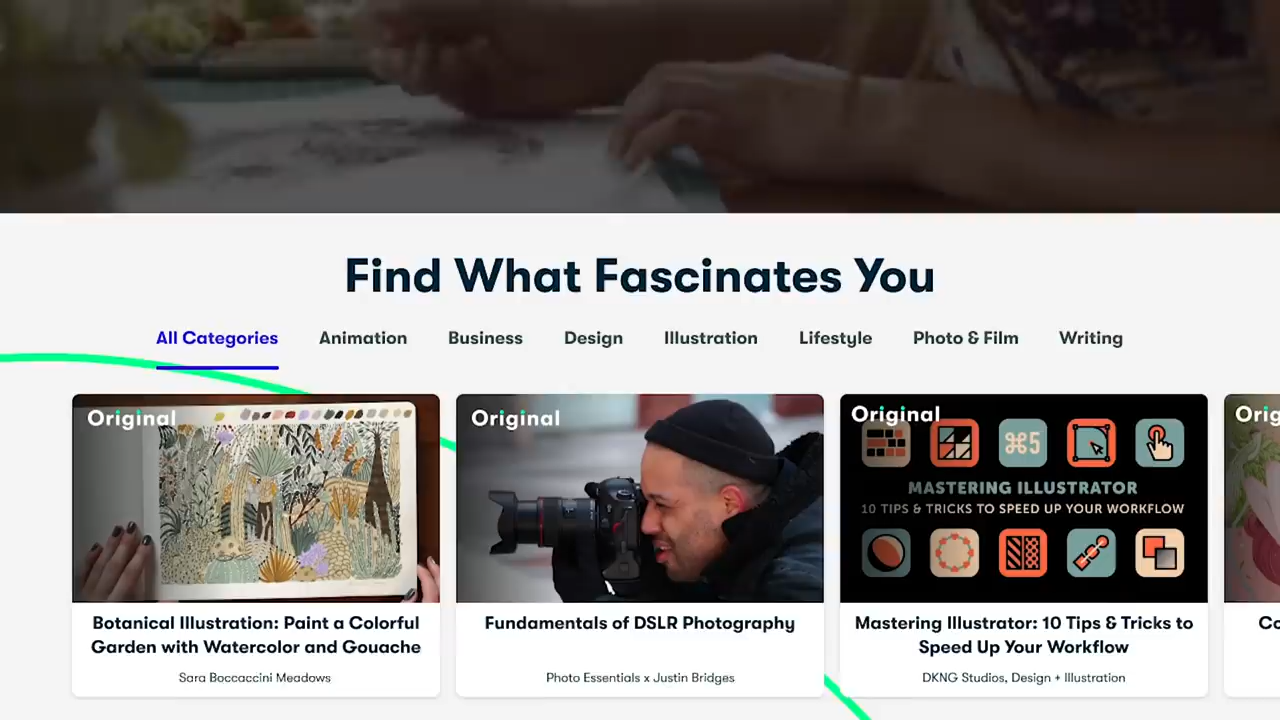 Find What Fascinates You
All Categories Animation Business Design Illustration Lifestyle Photo & Film Writing
Original
Botanical Illustration: Paint a Colorful
Garden with Watercolor and Gouache
Sara Boccaccini Meadows
Original
Fundamentals of DSLR Photography
Photo Essentials x Justin Bridges
Original
⌘5
MASTERING ILLUSTRATOR
10 TIPS & TRICKS TO SPEED UP YOUR WORKFLOW
Mastering Illustrator: 10 Tips & Tricks to
Speed Up Your Workflow
DKNG Studios, Design + Illustration
Orig
Co